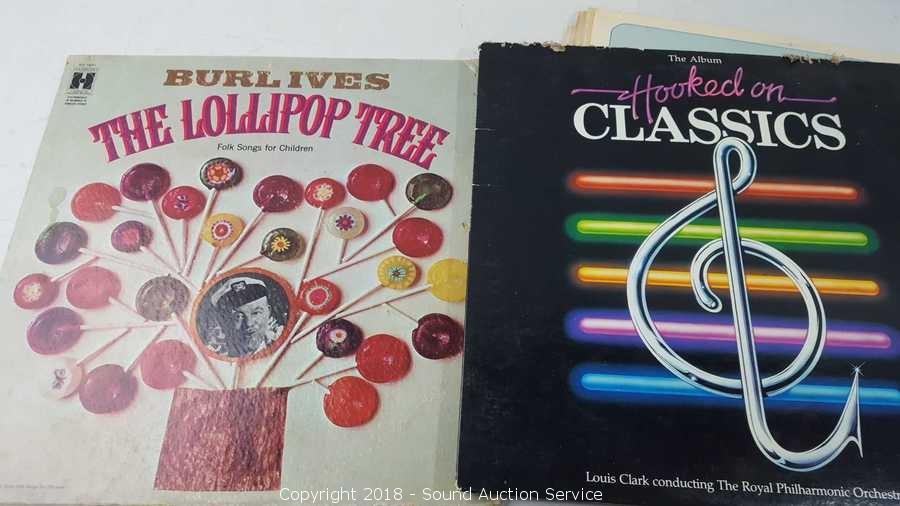 BURL IVES
THE LOLLIPOP TREE
Folk Songs for Children
H
The Album
Hooked on
CLASSICS
Louis Clark conducting The Royal Philharmonic Orchestra
Copyright 2018 - Sound Auction Service